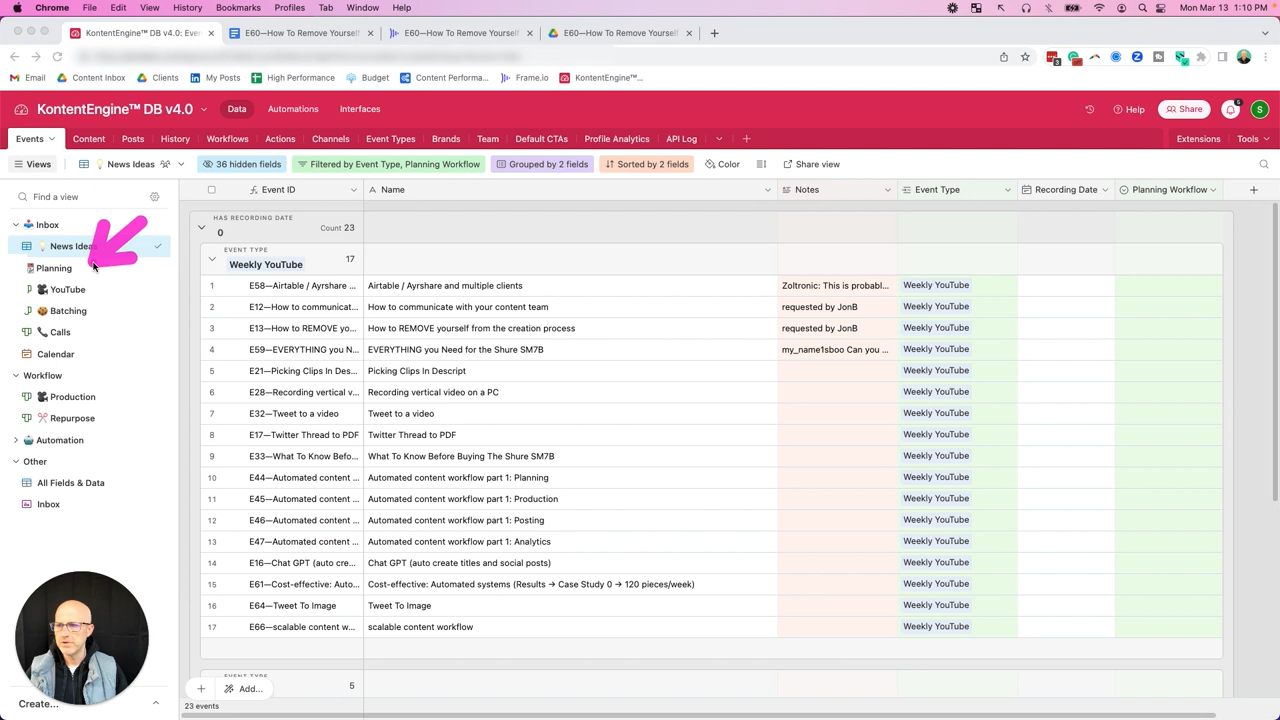 Chrome File Edit View History Bookmarks Profiles Tab Window Help Mon Mar 13 1:10 PM
KontentEngine™ DB v4.0: Eve E60—How To Remove Yourself E60—How To Remove Yourself E60—How To Remove Yourself
Email Content Inbox Clients My Posts High Performance Budget Content Performa... Frame.io KontentEngine™...
KontentEngine™ DB v4.0 Data Automations Interfaces Help Share 5 S
Events Content Posts History Workflows Actions Channels Event Types Brands Team Default CTAs Profile Analytics API Log Extensions Tools
Views News Ideas 36 hidden fields Filtered by Event Type, Planning Workflow Grouped by 2 fields Sorted by 2 fields Color Share view
Find a view
Inbox
News Ideas
Planning
YouTube
Batching
Calls
Calendar
Workflow
Production
Repurpose
Automation
Other
All Fields & Data
Inbox
Create...
Event ID Name Notes Event Type Recording Date Planning Workflow
HAS RECORDING DATE
0 Count 23
EVENT TYPE
Weekly YouTube 17
1 E58—Airtable / Ayrshare ... Airtable / Ayrshare and multiple clients Zoltronic: This is probabl... Weekly YouTube
2 E12—How to communicat... How to communicate with your content team requested by JonB Weekly YouTube
3 E13—How to REMOVE yo... How to REMOVE yourself from the creation process requested by JonB Weekly YouTube
4 E59—EVERYTHING you N... EVERYTHING you Need for the Shure SM7B my_name1sboo Can you ... Weekly YouTube
5 E21—Picking Clips In Des... Picking Clips In Descript Weekly YouTube
6 E28—Recording vertical v... Recording vertical video on a PC Weekly YouTube
7 E32—Tweet to a video Tweet to a video Weekly YouTube
8 E17—Twitter Thread to PDF Twitter Thread to PDF Weekly YouTube
9 E33—What To Know Befo... What To Know Before Buying The Shure SM7B Weekly YouTube
10 E44—Automated content ... Automated content workflow part 1: Planning Weekly YouTube
11 E45—Automated content ... Automated content workflow part 1: Production Weekly YouTube
12 E46—Automated content ... Automated content workflow part 1: Posting Weekly YouTube
13 E47—Automated content ... Automated content workflow part 1: Analytics Weekly YouTube
14 E16—Chat GPT (auto cre... Chat GPT (auto create titles and social posts) Weekly YouTube
15 E61—Cost-effective: Auto... Cost-effective: Automated systems (Results → Case Study 0 → 120 pieces/week) Weekly YouTube
16 E64—Tweet To Image Tweet To Image Weekly YouTube
17 E66—scalable content w... scalable content workflow Weekly YouTube
EVENT TYPE
5
Add...
23 events